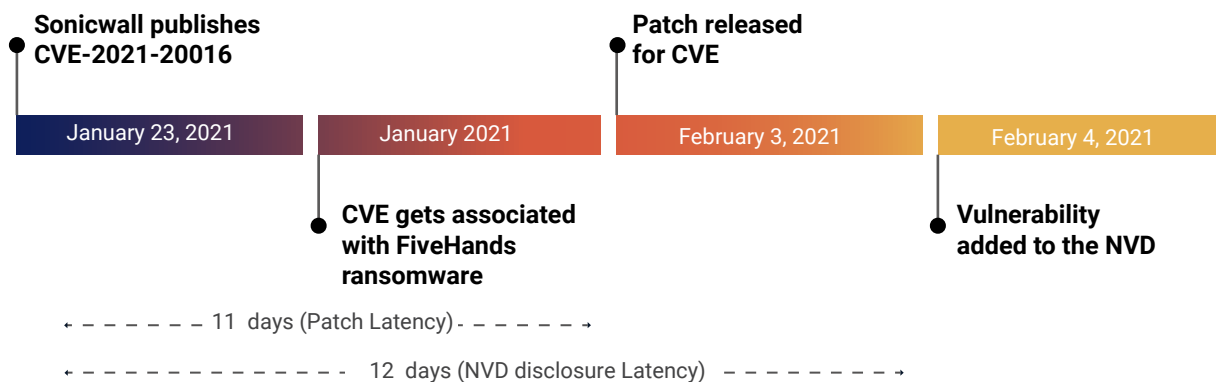 Sonicwall publishes
CVE-2021-20016
Patch released
for CVE
January 23, 2021
January 2021
February 3, 2021
February 4, 2021
CVE gets associated
with FiveHands
ransomware
Vulnerability
added to the NVD
11 days (Patch Latency)
12 days (NVD disclosure Latency)